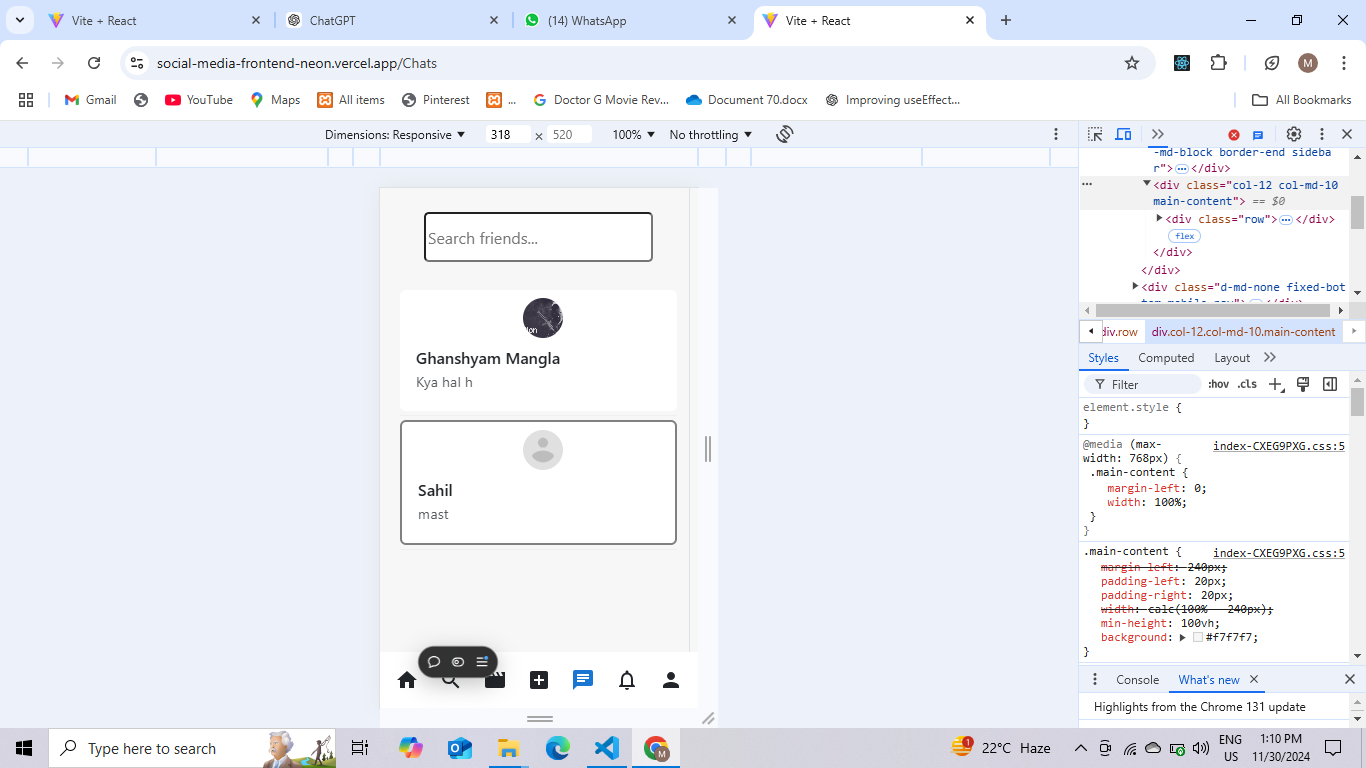 Vite + React
ChatGPT
(14) WhatsApp
Vite + React
social-media-frontend-neon.vercel.app/Chats
M
Gmail
YouTube
Maps
All items
Pinterest
...
Doctor G Movie Rev...
Document 70.docx
Improving useEffect...
All Bookmarks
Dimensions: Responsive
318 × 520
100%
No throttling
Search friends...
Ghanshyam Mangla
Kya hal h
Sahil
mast
-md-block border-end sideba
r"> ... </div>
<div class="col-12 col-md-10
main-content"> == $0
<div class="row"> ... </div>
flex
</div>
</div>
<div class="d-md-none fixed-bot
div.row
div.col-12.col-md-10.main-content
Styles
Computed
Layout
Filter
:hov
.cls
element.style {
}
@media (max-
index-CXEG9PXG.css:5
width: 768px) {
.main-content {
margin-left: 0;
width: 100%;
}
}
.main-content {
index-CXEG9PXG.css:5
margin-left: 240px;
padding-left: 20px;
padding-right: 20px;
width: calc(100% - 240px);
min-height: 100vh;
background: #f7f7f7;
}
Console
What's new
Highlights from the Chrome 131 update
Type here to search
M
1
22°C Haze
ENG
US
1:10 PM
11/30/2024